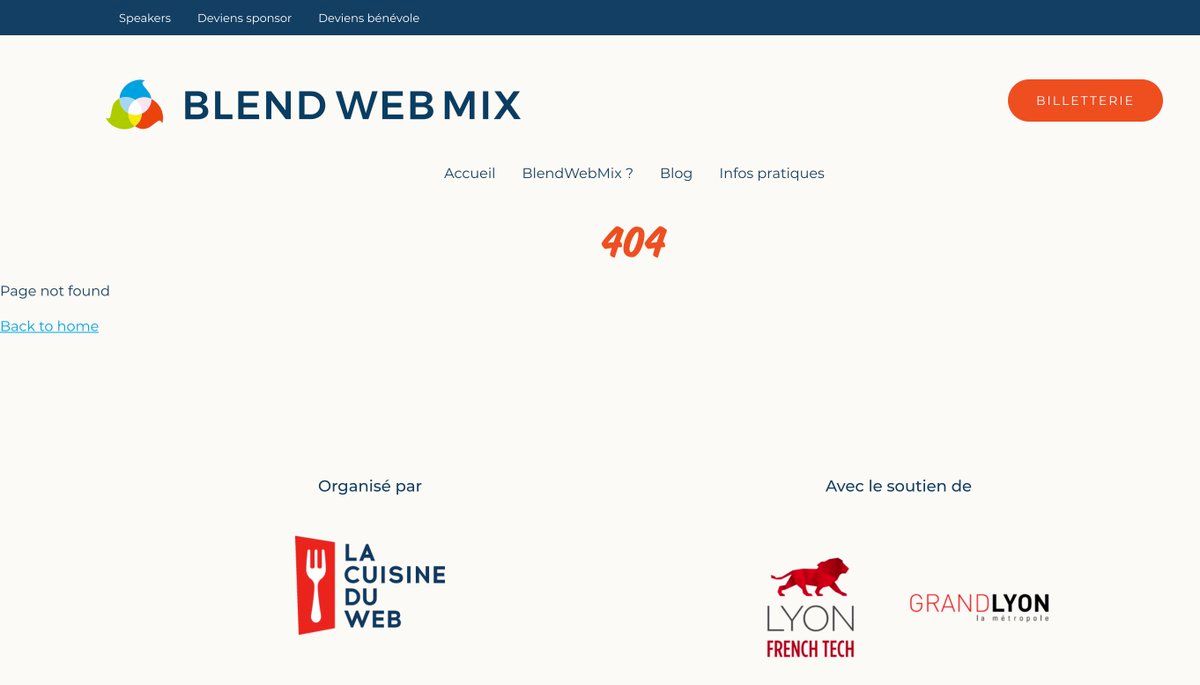 Speakers Deviens sponsor Deviens bénévole
BLEND WEB MIX
BILLETTERIE
Accueil BlendWebMix ? Blog Infos pratiques
404
Page not found
Back to home
Organisé par
Avec le soutien de
LA
CUISINE
DU
WEB
LYON
FRENCH TECH
GRANDLYON
la métropole